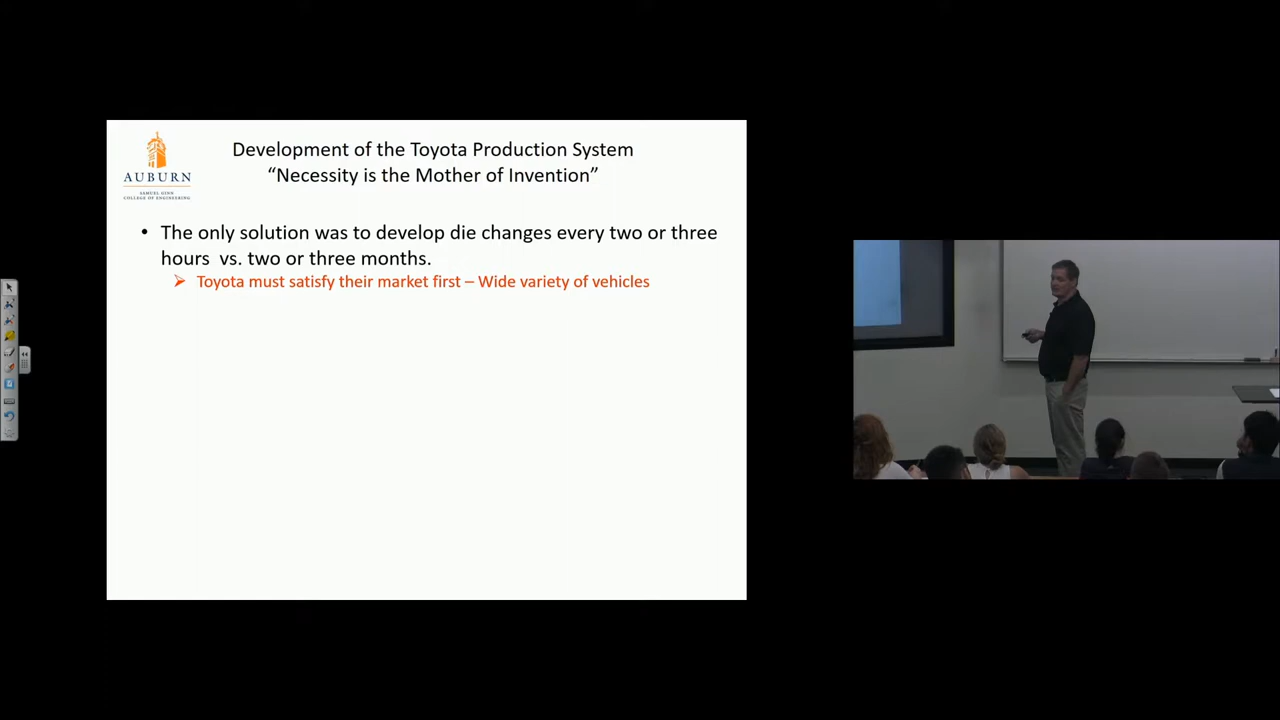 AUBURN
SAMUEL GINN
COLLEGE OF ENGINEERING
Development of the Toyota Production System
“Necessity is the Mother of Invention”
• The only solution was to develop die changes every two or three
hours vs. two or three months.
➢ Toyota must satisfy their market first – Wide variety of vehicles